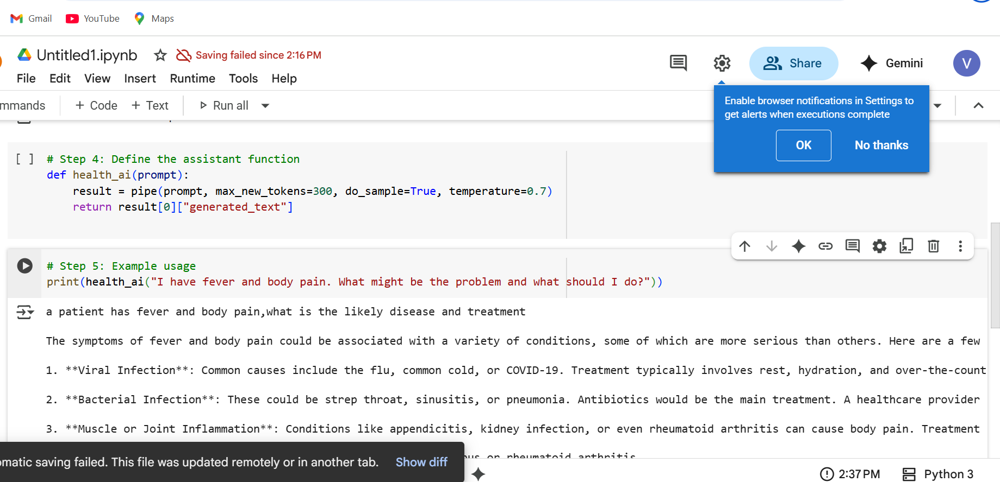 Gmail YouTube Maps
Untitled1.ipynb Saving failed since 2:16 PM
Share Gemini V
File Edit View Insert Runtime Tools Help
mmands + Code + Text Run all
Enable browser notifications in Settings to
get alerts when executions complete
OK No thanks
[ ] # Step 4: Define the assistant function
def health_ai(prompt):
    result = pipe(prompt, max_new_tokens=300, do_sample=True, temperature=0.7)
    return result[0]["generated_text"]
# Step 5: Example usage
print(health_ai("I have fever and body pain. What might be the problem and what should I do?"))
a patient has fever and body pain,what is the likely disease and treatment
The symptoms of fever and body pain could be associated with a variety of conditions, some of which are more serious than others. Here are a few
1. **Viral Infection**: Common causes include the flu, common cold, or COVID-19. Treatment typically involves rest, hydration, and over-the-count
2. **Bacterial Infection**: These could be strep throat, sinusitis, or pneumonia. Antibiotics would be the main treatment. A healthcare provider
3. **Muscle or Joint Inflammation**: Conditions like appendicitis, kidney infection, or even rheumatoid arthritis can cause body pain. Treatment
or rheumatoid arthritis
omatic saving failed. This file was updated remotely or in another tab. Show diff
2:37 PM Python 3